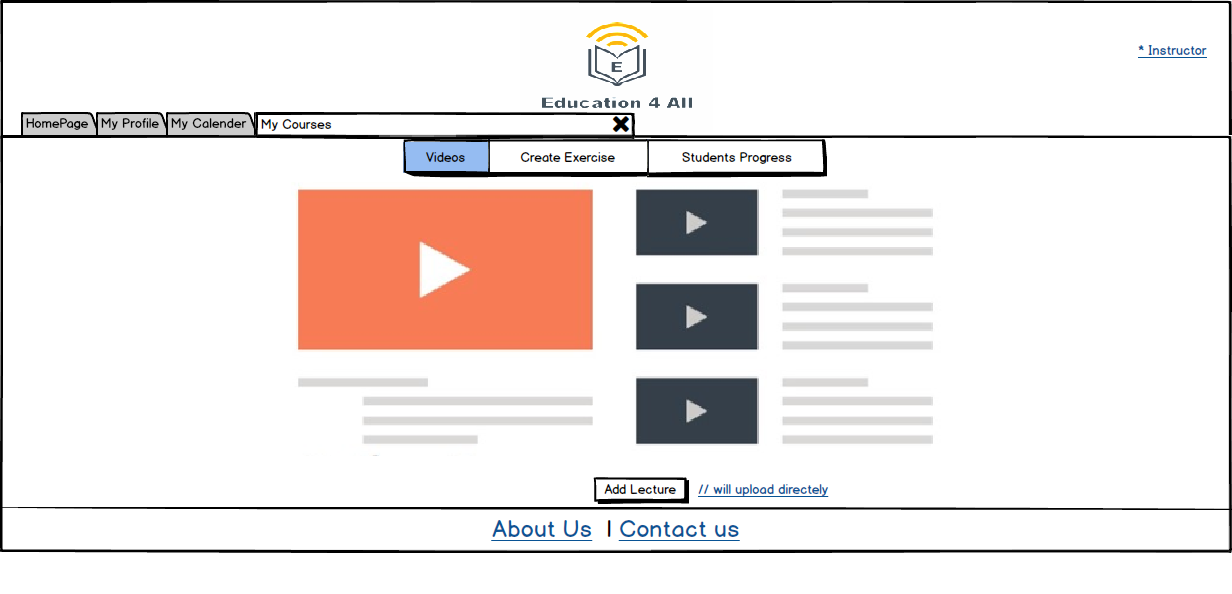 * Instructor
E
Education 4 All
HomePage My Profile My Calender My Courses
Videos Create Exercise Students Progress
Add Lecture // will upload directely
About Us | Contact us